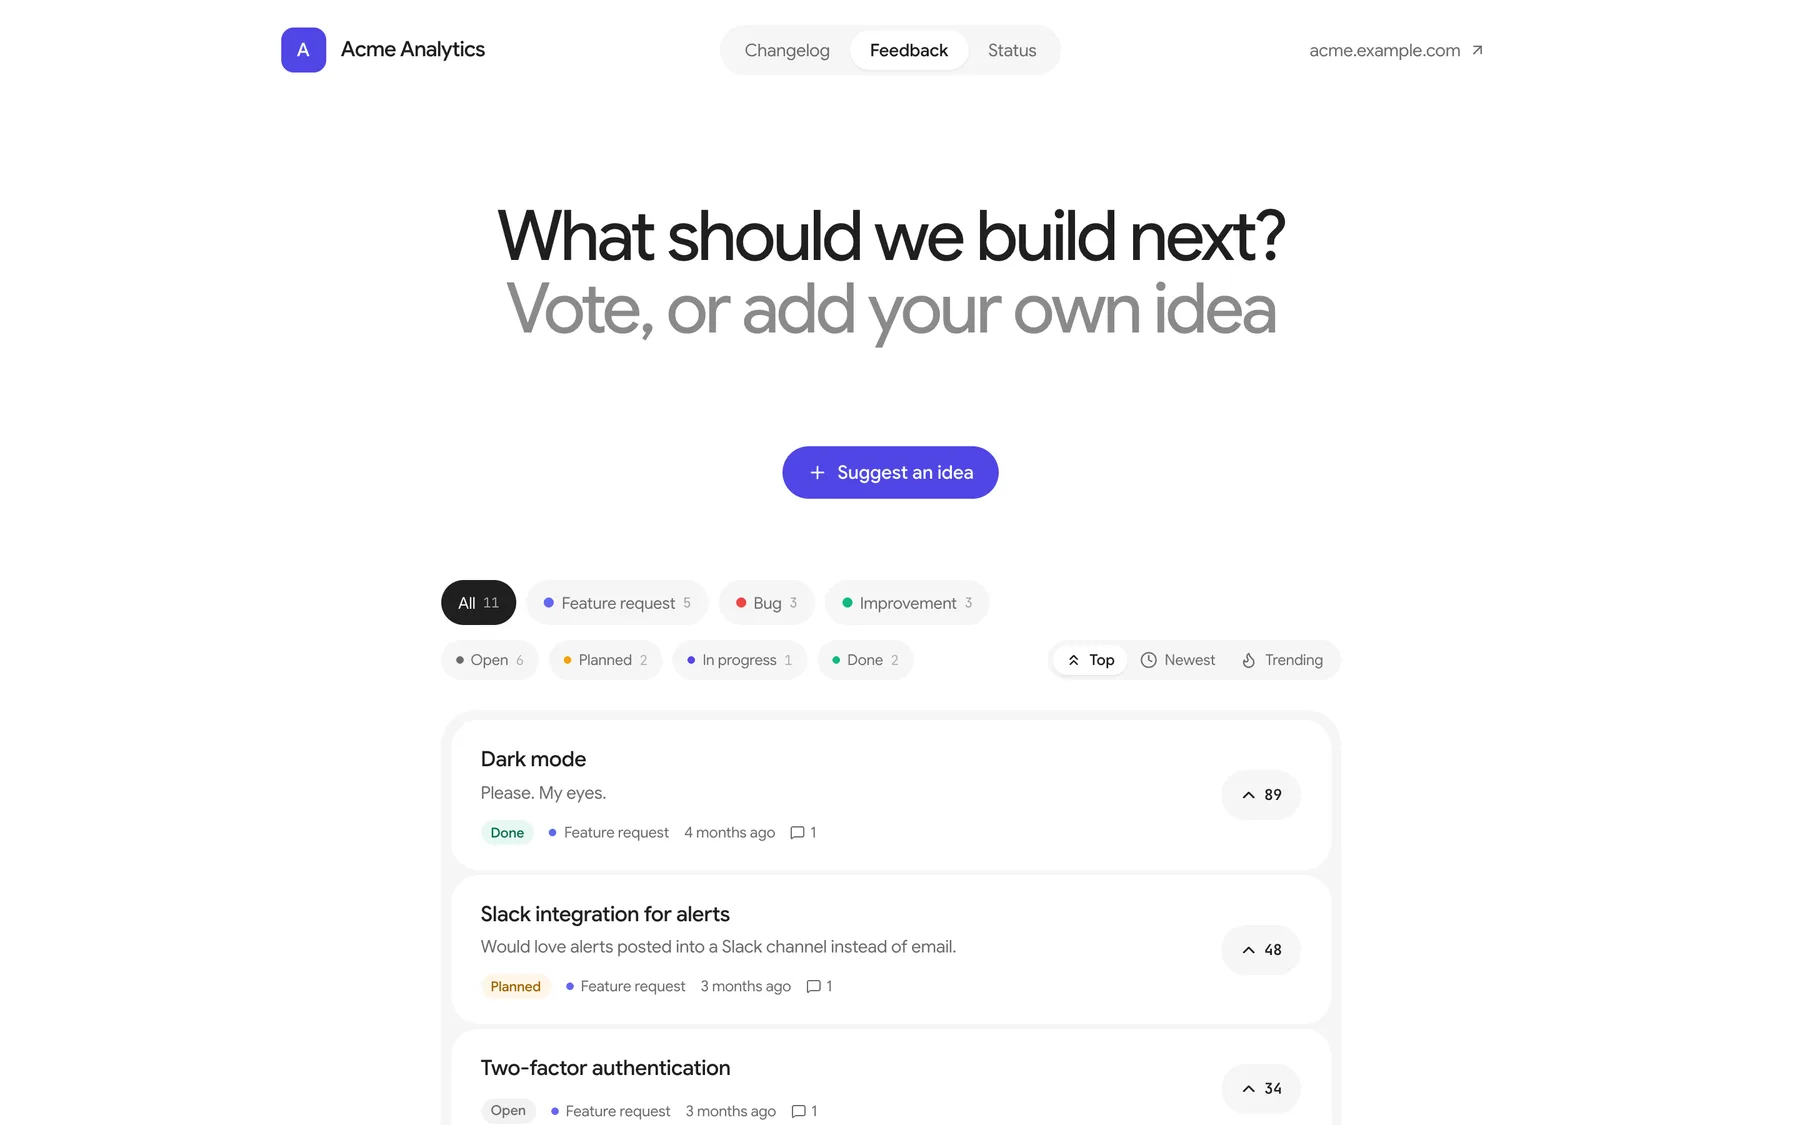 A Acme Analytics
Changelog Feedback Status
acme.example.com
What should we build next?
Vote, or add your own idea
Suggest an idea
All 11 Feature request 5 Bug 3 Improvement 3
Open 6 Planned 2 In progress 1 Done 2
Top Newest Trending
Dark mode
Please. My eyes.
Done Feature request 4 months ago 1
89
Slack integration for alerts
Would love alerts posted into a Slack channel instead of email.
Planned Feature request 3 months ago 1
48
Two-factor authentication
Open Feature request 3 months ago 1
34